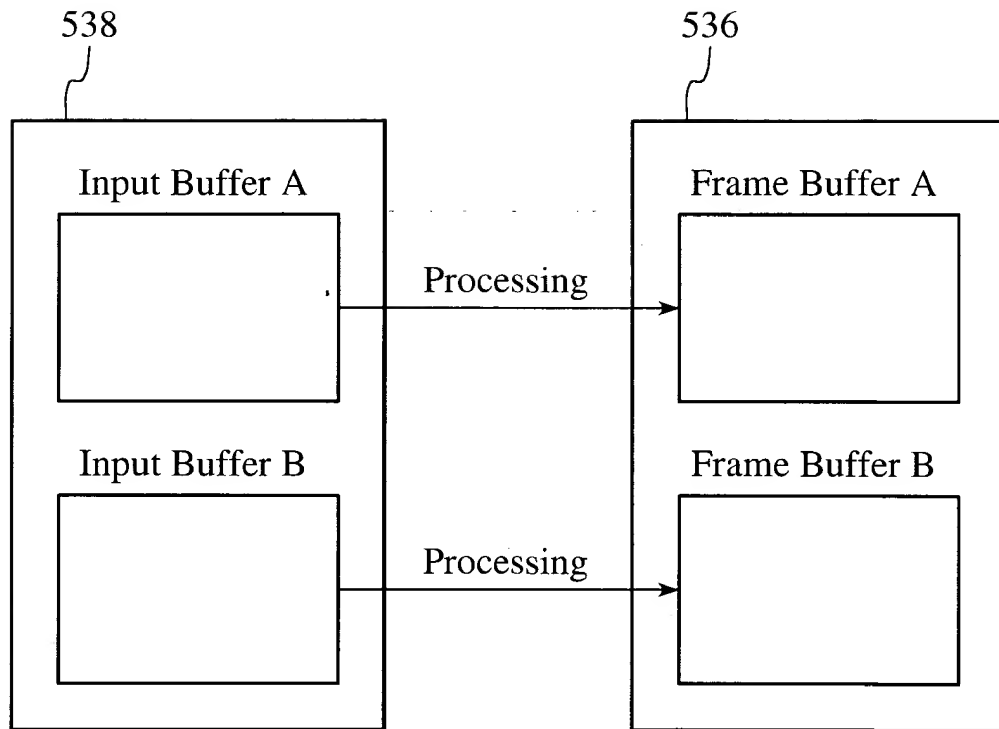 538
536
Input Buffer A
Frame Buffer A
Processing
Input Buffer B
Frame Buffer B
Processing